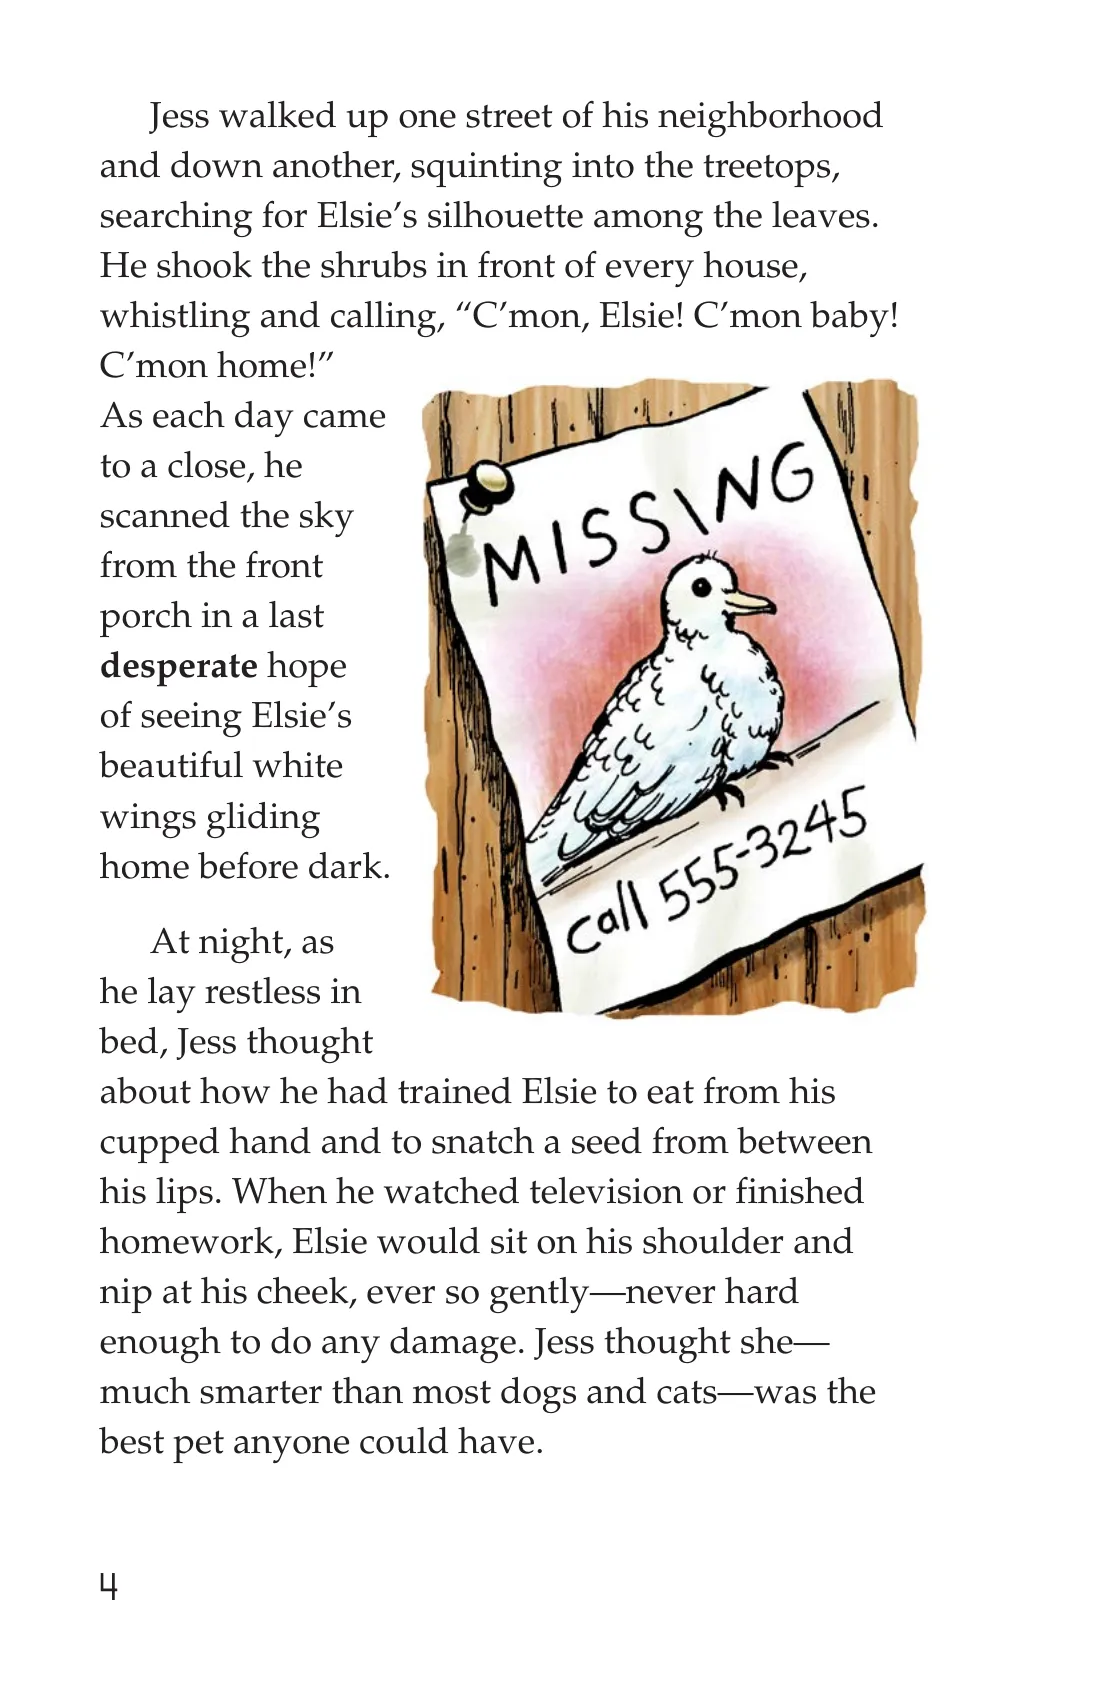 Jess walked up one street of his neighborhood
and down another, squinting into the treetops,
searching for Elsie’s silhouette among the leaves.
He shook the shrubs in front of every house,
whistling and calling, “C’mon, Elsie! C’mon baby!
C’mon home!”
As each day came
to a close, he
scanned the sky
from the front
porch in a last
desperate hope
of seeing Elsie’s
beautiful white
wings gliding
home before dark.
MISSING
Call 555-3245
At night, as
he lay restless in
bed, Jess thought
about how he had trained Elsie to eat from his
cupped hand and to snatch a seed from between
his lips. When he watched television or finished
homework, Elsie would sit on his shoulder and
nip at his cheek, ever so gently—never hard
enough to do any damage. Jess thought she—
much smarter than most dogs and cats—was the
best pet anyone could have.
4